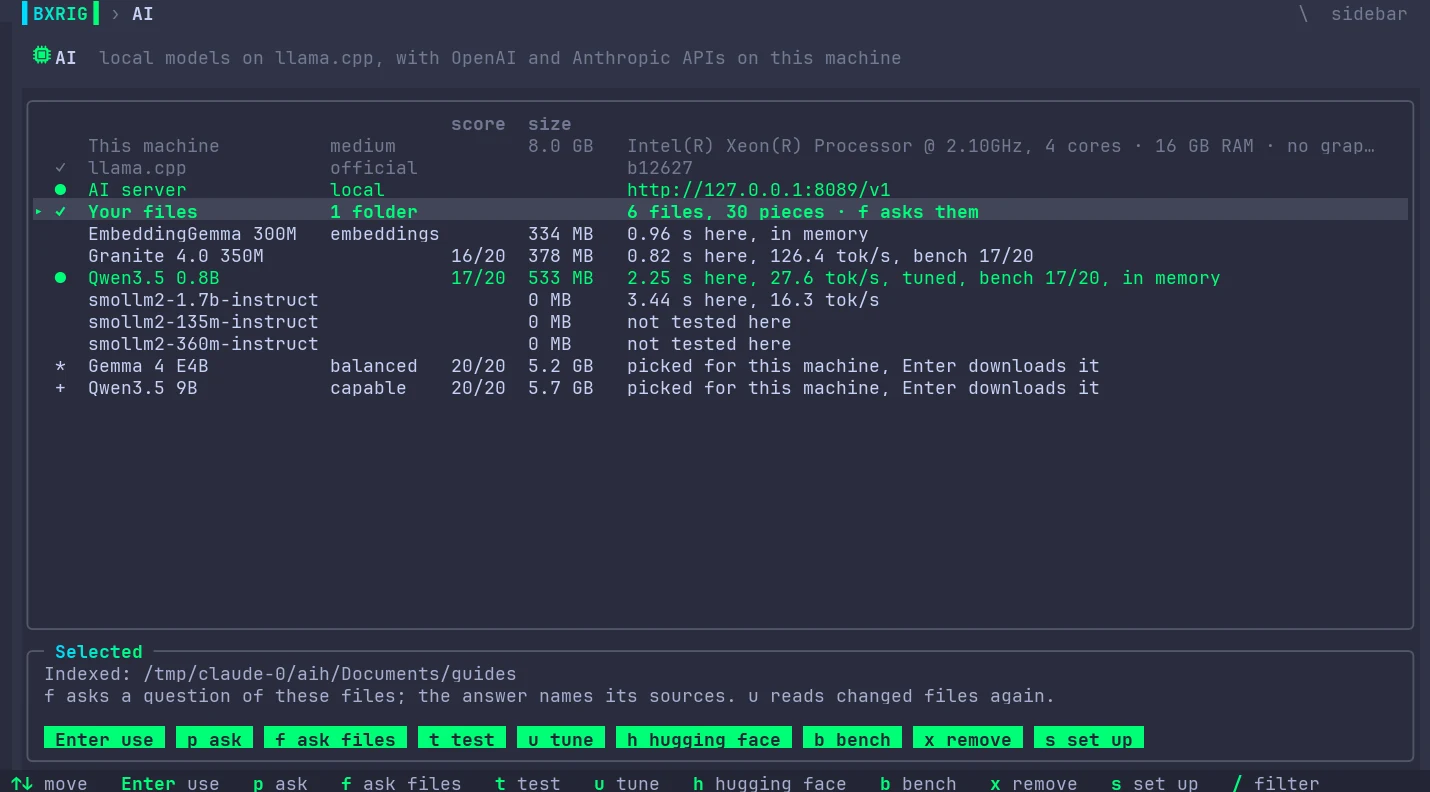 BXRIG › AI \ sidebar
AI local models on llama.cpp, with OpenAI and Anthropic APIs on this machine
score size
This machine medium 8.0 GB Intel(R) Xeon(R) Processor @ 2.10GHz, 4 cores · 16 GB RAM · no grap…
✓ llama.cpp official b12627
● AI server local http://127.0.0.1:8089/v1
▸ ✓ Your files 1 folder 6 files, 30 pieces · f asks them
EmbeddingGemma 300M embeddings 334 MB 0.96 s here, in memory
Granite 4.0 350M 16/20 378 MB 0.82 s here, 126.4 tok/s, bench 17/20
● Qwen3.5 0.8B 17/20 533 MB 2.25 s here, 27.6 tok/s, tuned, bench 17/20, in memory
smollm2-1.7b-instruct 0 MB 3.44 s here, 16.3 tok/s
smollm2-135m-instruct 0 MB not tested here
smollm2-360m-instruct 0 MB not tested here
* Gemma 4 E4B balanced 20/20 5.2 GB picked for this machine, Enter downloads it
+ Qwen3.5 9B capable 20/20 5.7 GB picked for this machine, Enter downloads it
Selected
Indexed: /tmp/claude-0/aih/Documents/guides
f asks a question of these files; the answer names its sources. u reads changed files again.
Enter use p ask f ask files t test u tune h hugging face b bench x remove s set up
↑↓ move Enter use p ask f ask files t test u tune h hugging face b bench x remove s set up / filter